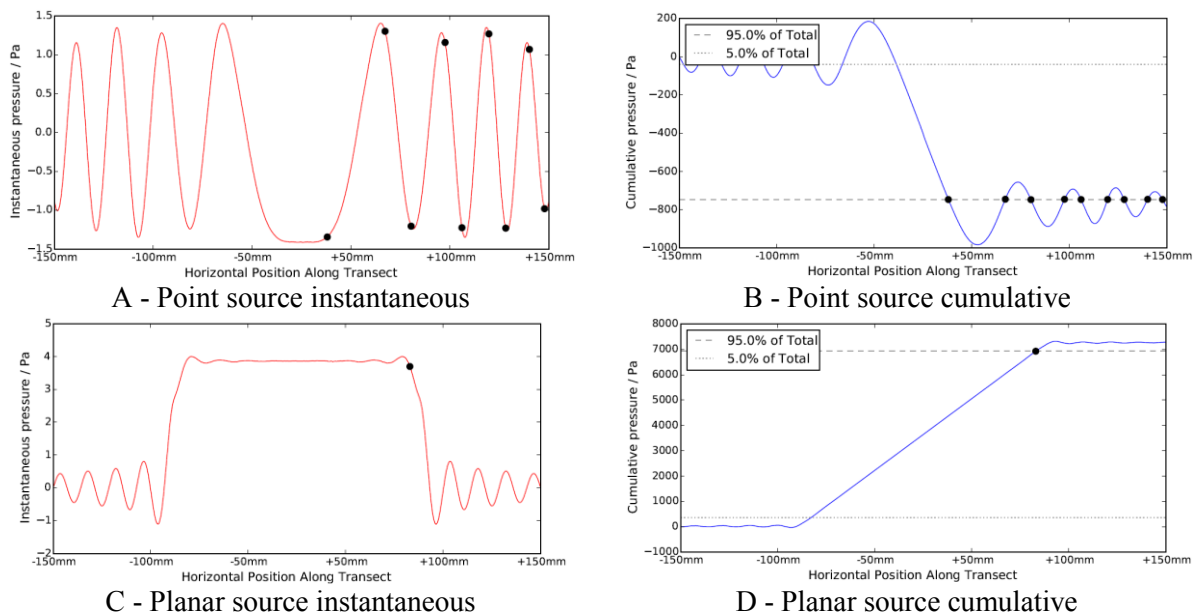 1.5
1.0
0.5
0.0
−0.5
−1.0
−1.5
Instantaneous pressure / Pa
-150mm -100mm -50mm +50mm +100mm +150mm
Horizontal Position Along Transect
A - Point source instantaneous
200
0
−200
−400
−600
−800
−1000
Cumulative pressure / Pa
95.0% of Total
5.0% of Total
-150mm -100mm -50mm +50mm +100mm +150mm
Horizontal Position Along Transect
B - Point source cumulative
5
4
3
2
1
0
−1
−2
Instantaneous pressure / Pa
-150mm -100mm -50mm +50mm +100mm +150mm
Horizontal Position Along Transect
C - Planar source instantaneous
8000
7000
6000
5000
4000
3000
2000
1000
0
−1000
Cumulative pressure / Pa
95.0% of Total
5.0% of Total
-150mm -100mm -50mm +50mm +100mm +150mm
Horizontal Position Along Transect
D - Planar source cumulative